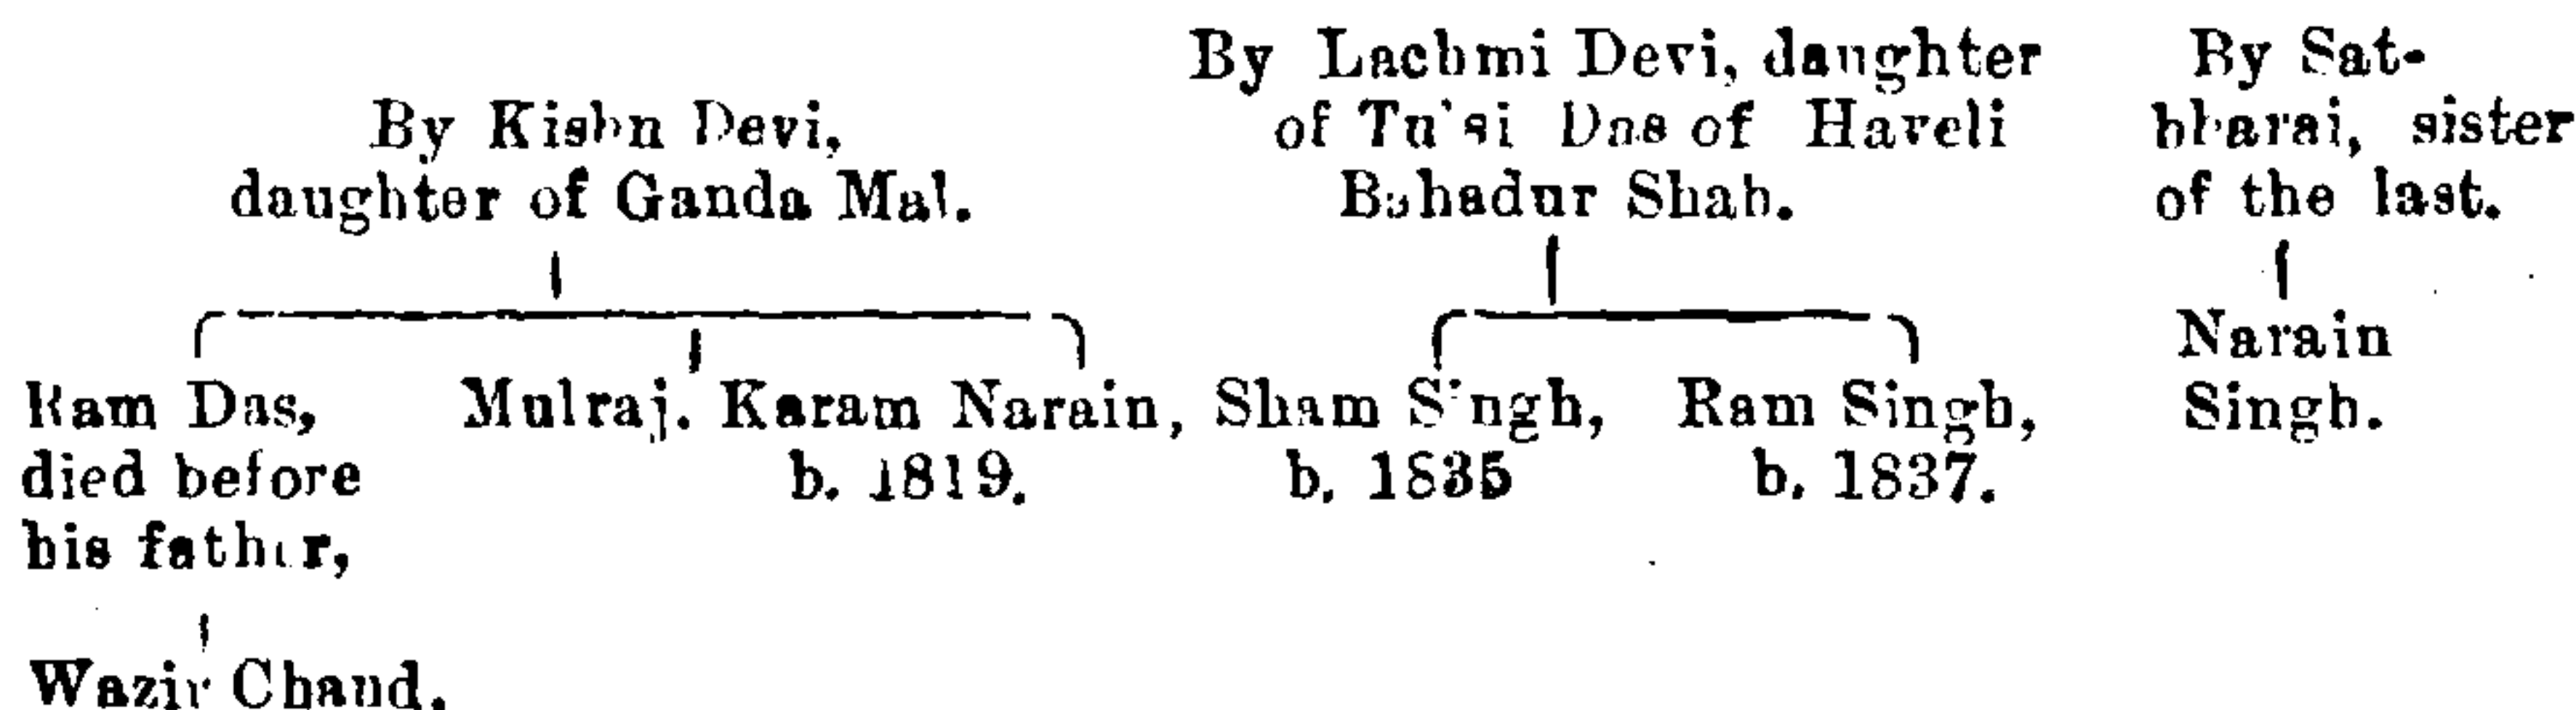 By Kishn Devi,
daughter of Ganda Mal.
By Lachmi Devi, daughter
of Tulsi Das of Haveli
Bahadur Shah.
By Sat-
bharai, sister
of the last.
Ram Das,
died before
his father,
Mulraj.
Karam Narain,
b. 1819.
Sham Singh,
b. 1835
Ram Singh,
b. 1837.
Narain
Singh.
Wazir Chand.